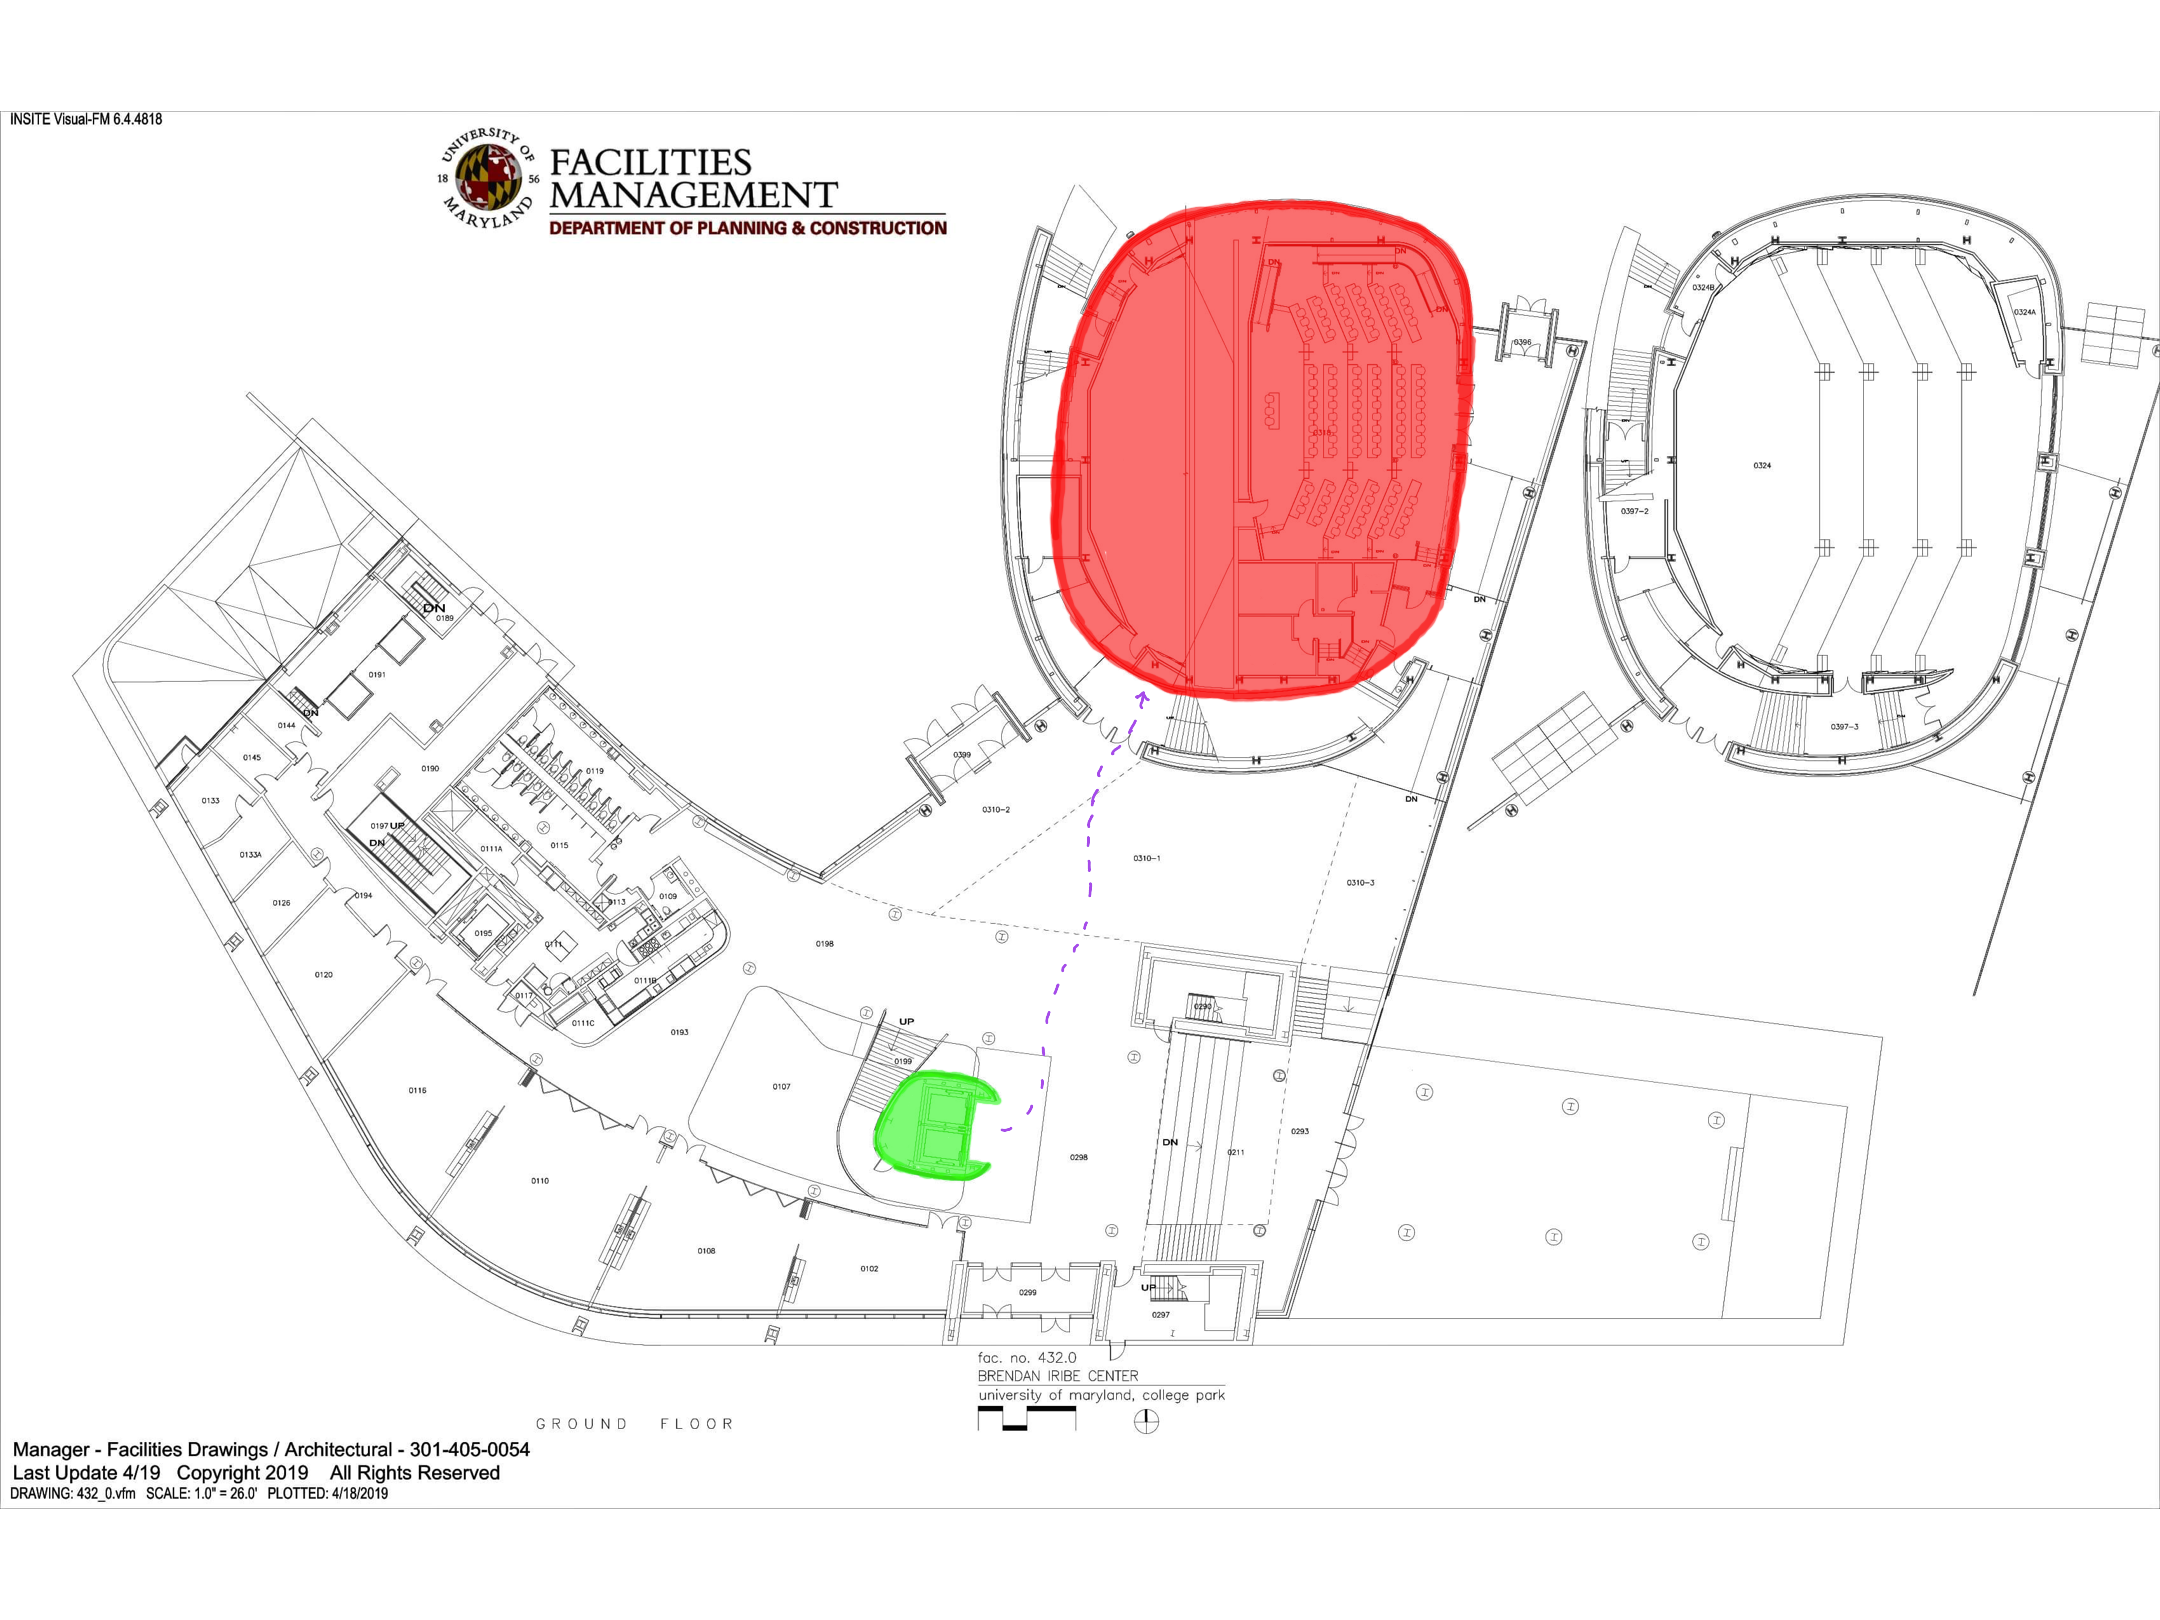 INSITE Visual-FM 6.4.4818
UNIVERSITY OF
18 56
MARYLAND
FACILITIES
MANAGEMENT
DEPARTMENT OF PLANNING & CONSTRUCTION
DN
DN
DN
0318
0396
0324B
0324A
0324
0397-2
0397-3
UP
DN
DN
DN
0189
0191
DN
0144
0145
0190
0119
0133
0197
UP
DN
0133A
0111A
0115
0126
0194
0113
0109
0195
0111
0120
0111B
0117
0111C
0193
0198
0399
0310-2
0310-1
0310-3
UP
0199
0107
0290
0116
DN
0298
0211
0293
0110
0108
0102
0299
UP
0297
fac. no. 432.0
BRENDAN IRIBE CENTER
university of maryland, college park
GROUND FLOOR
Manager - Facilities Drawings / Architectural - 301-405-0054
Last Update 4/19 Copyright 2019 All Rights Reserved
DRAWING: 432_0.vfm SCALE: 1.0" = 26.0' PLOTTED: 4/18/2019